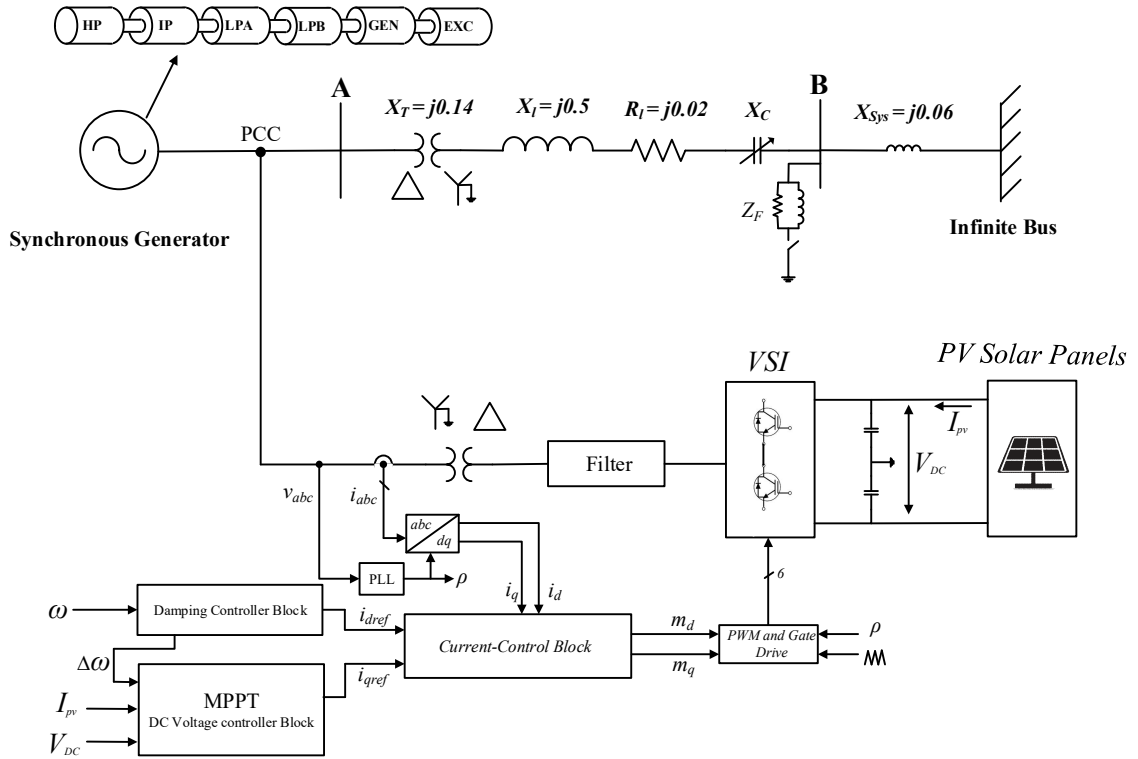 HP IP LPA LPB GEN EXC
A
B
X_T = j0.14
X_l = j0.5
R_l = j0.02
X_C
X_Sys = j0.06
PCC
Z_F
Synchronous Generator
Infinite Bus
VSI
PV Solar Panels
I_pv
V_DC
Filter
v_abc
i_abc
abc
dq
PLL
ρ
i_q
i_d
6
ω
Damping Controller Block
i_dref
Current-Control Block
m_d
m_q
PWM and Gate
Drive
ρ
Δω
i_qref
MPPT
DC Voltage controller Block
I_pv
V_DC